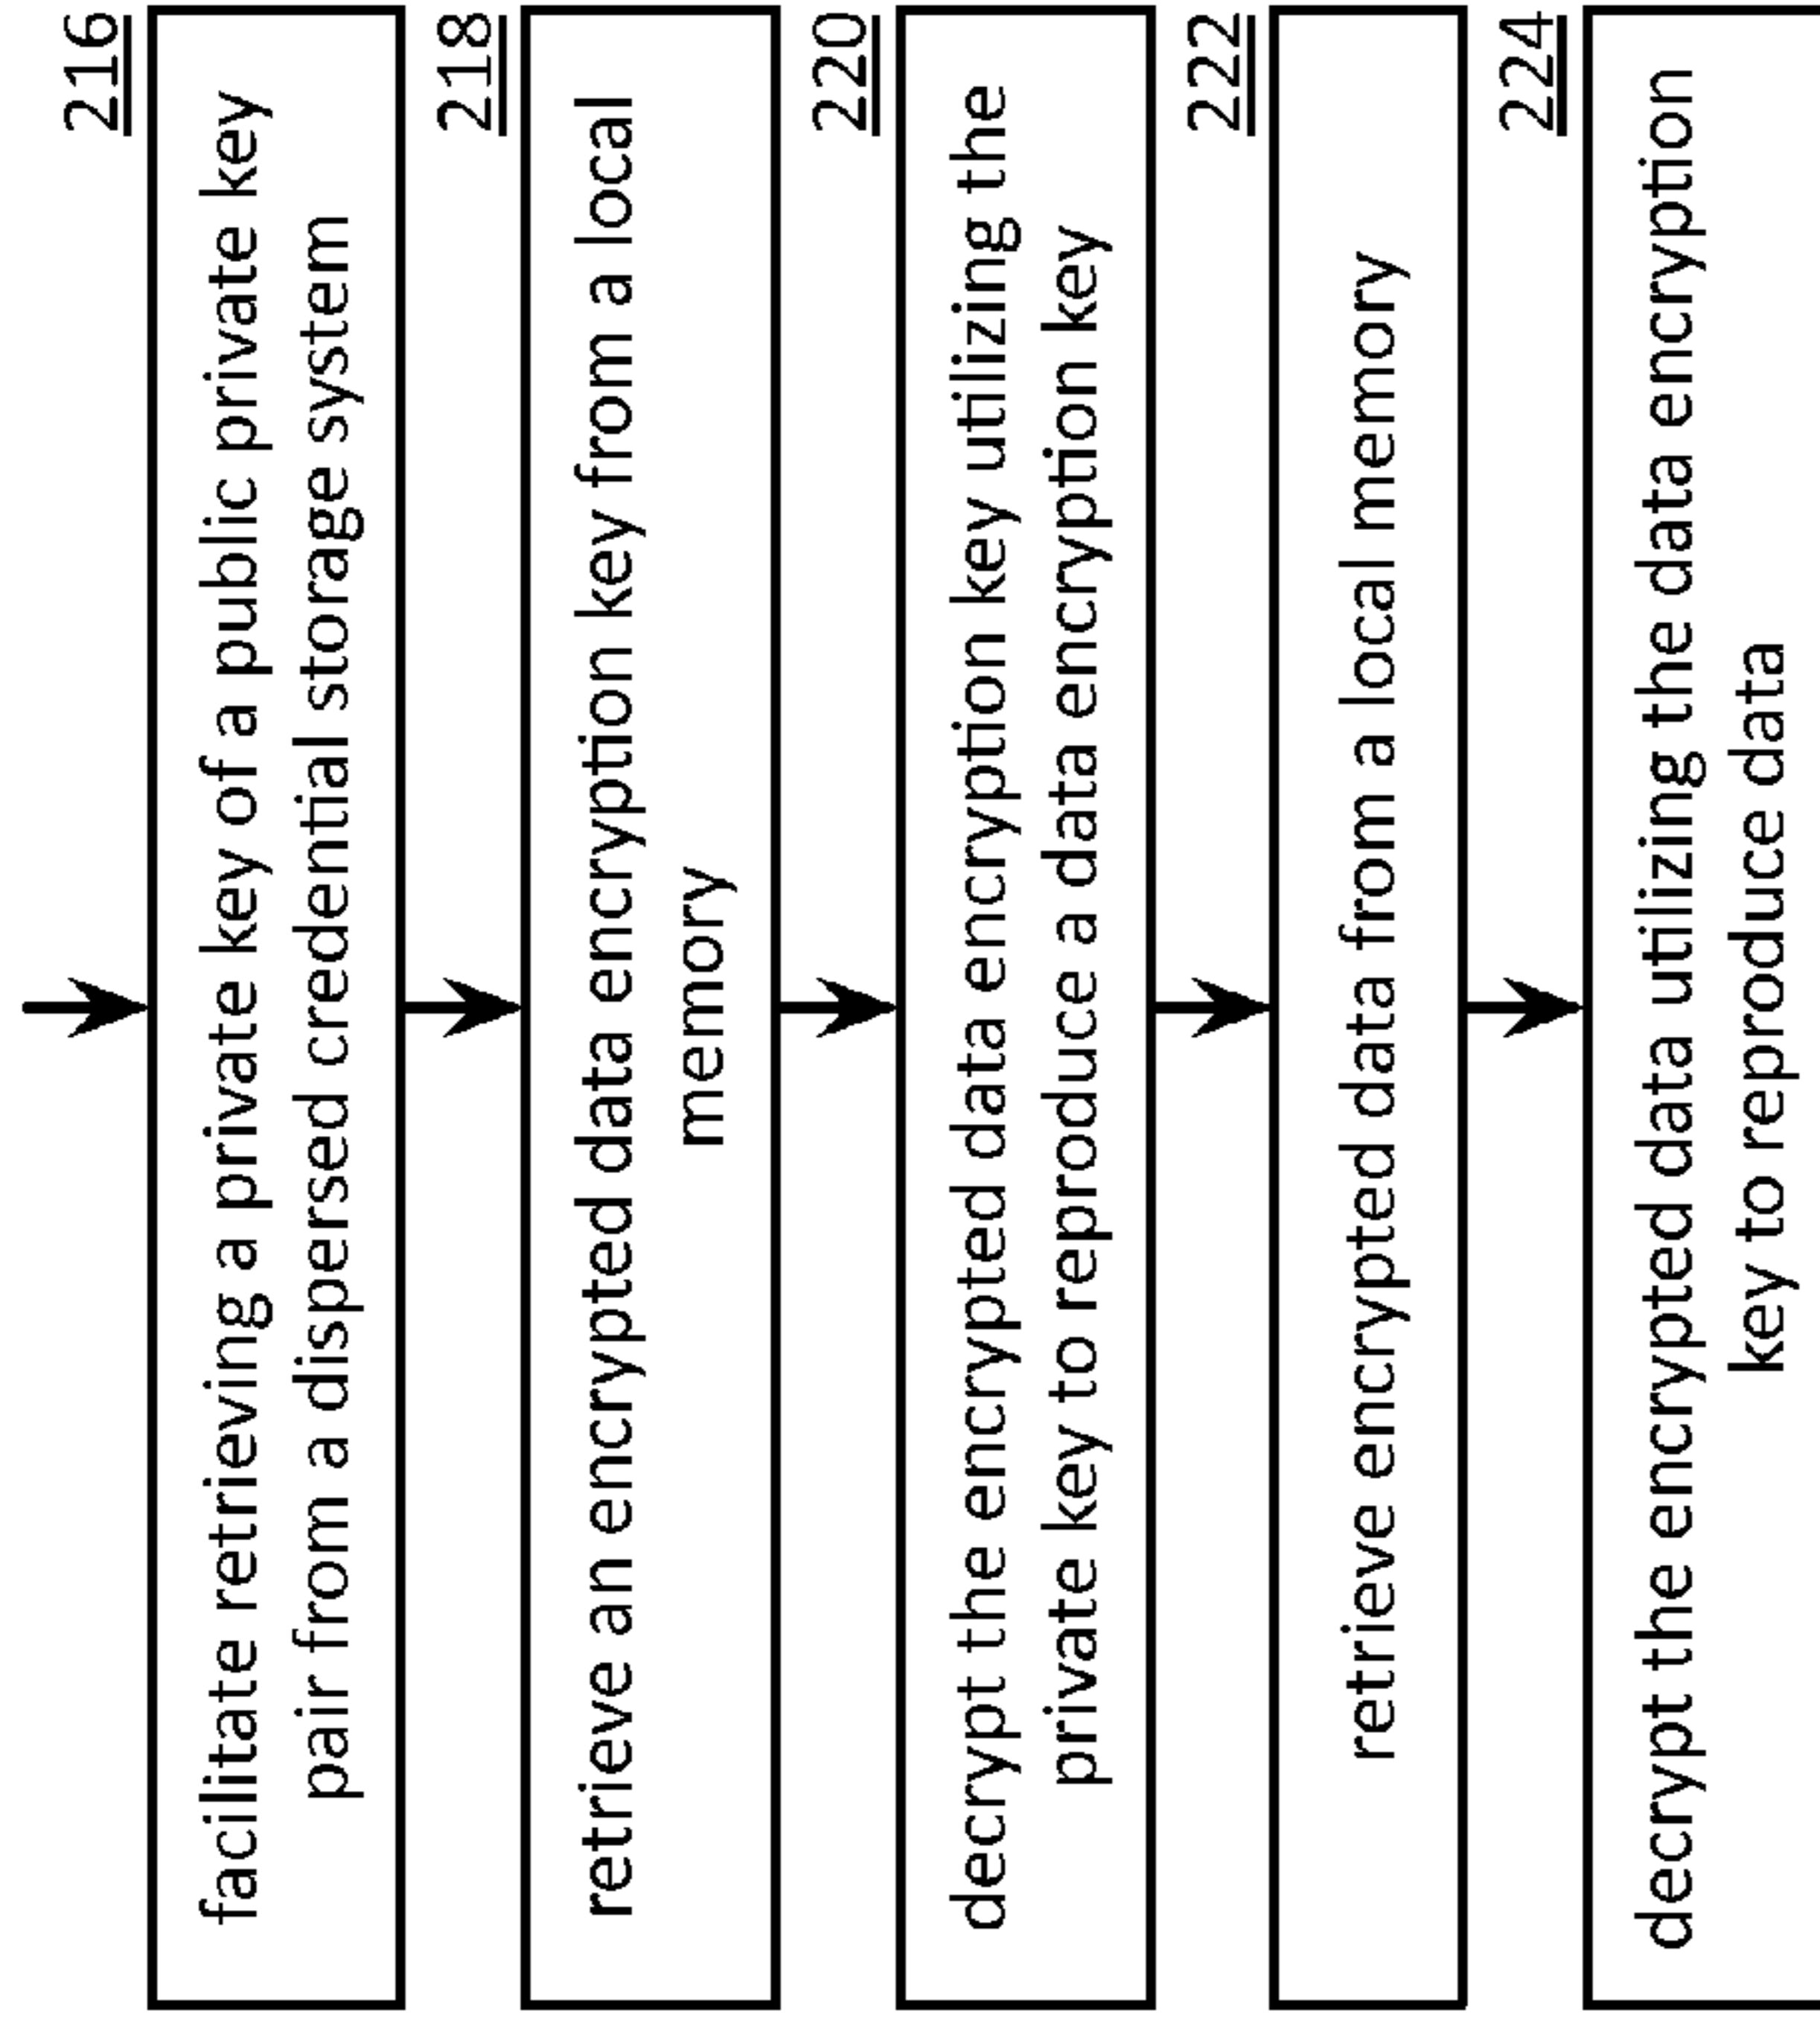 216
facilitate retrieving a private key of a public private key
pair from a dispersed credential storage system
218
retrieve an encrypted data encryption key from a local
memory
220
decrypt the encrypted data encryption key utilizing the
private key to reproduce a data encryption key
222
retrieve encrypted data from a local memory
224
decrypt the encrypted data utilizing the data encryption
key to reproduce data